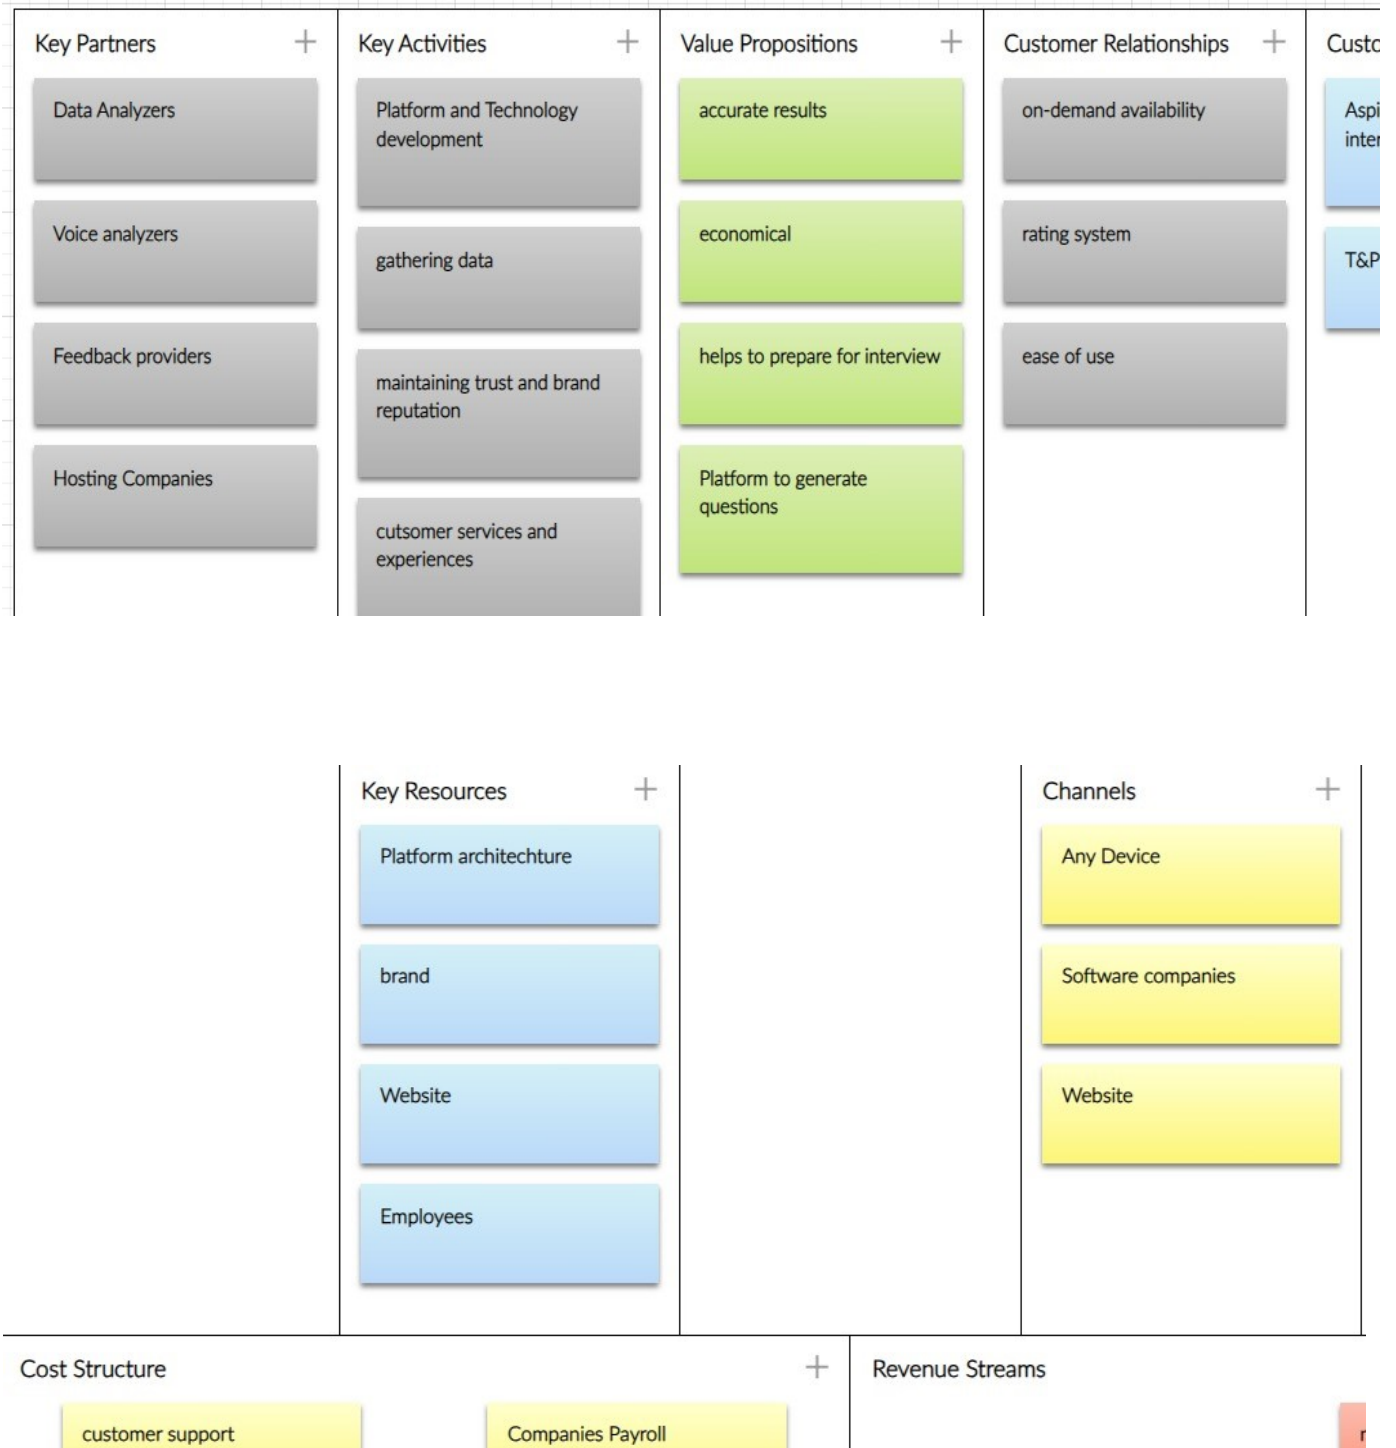 Key Partners
Data Analyzers
Voice analyzers
Feedback providers
Hosting Companies
Key Activities
Platform and Technology
development
gathering data
maintaining trust and brand
reputation
cutsomer services and
experiences
Value Propositions
accurate results
economical
helps to prepare for interview
Platform to generate
questions
Customer Relationships
on-demand availability
rating system
ease of use
T&P
Key Resources
Platform architechture
brand
Website
Employees
Channels
Any Device
Software companies
Website
Cost Structure
customer support
Companies Payroll
Revenue Streams